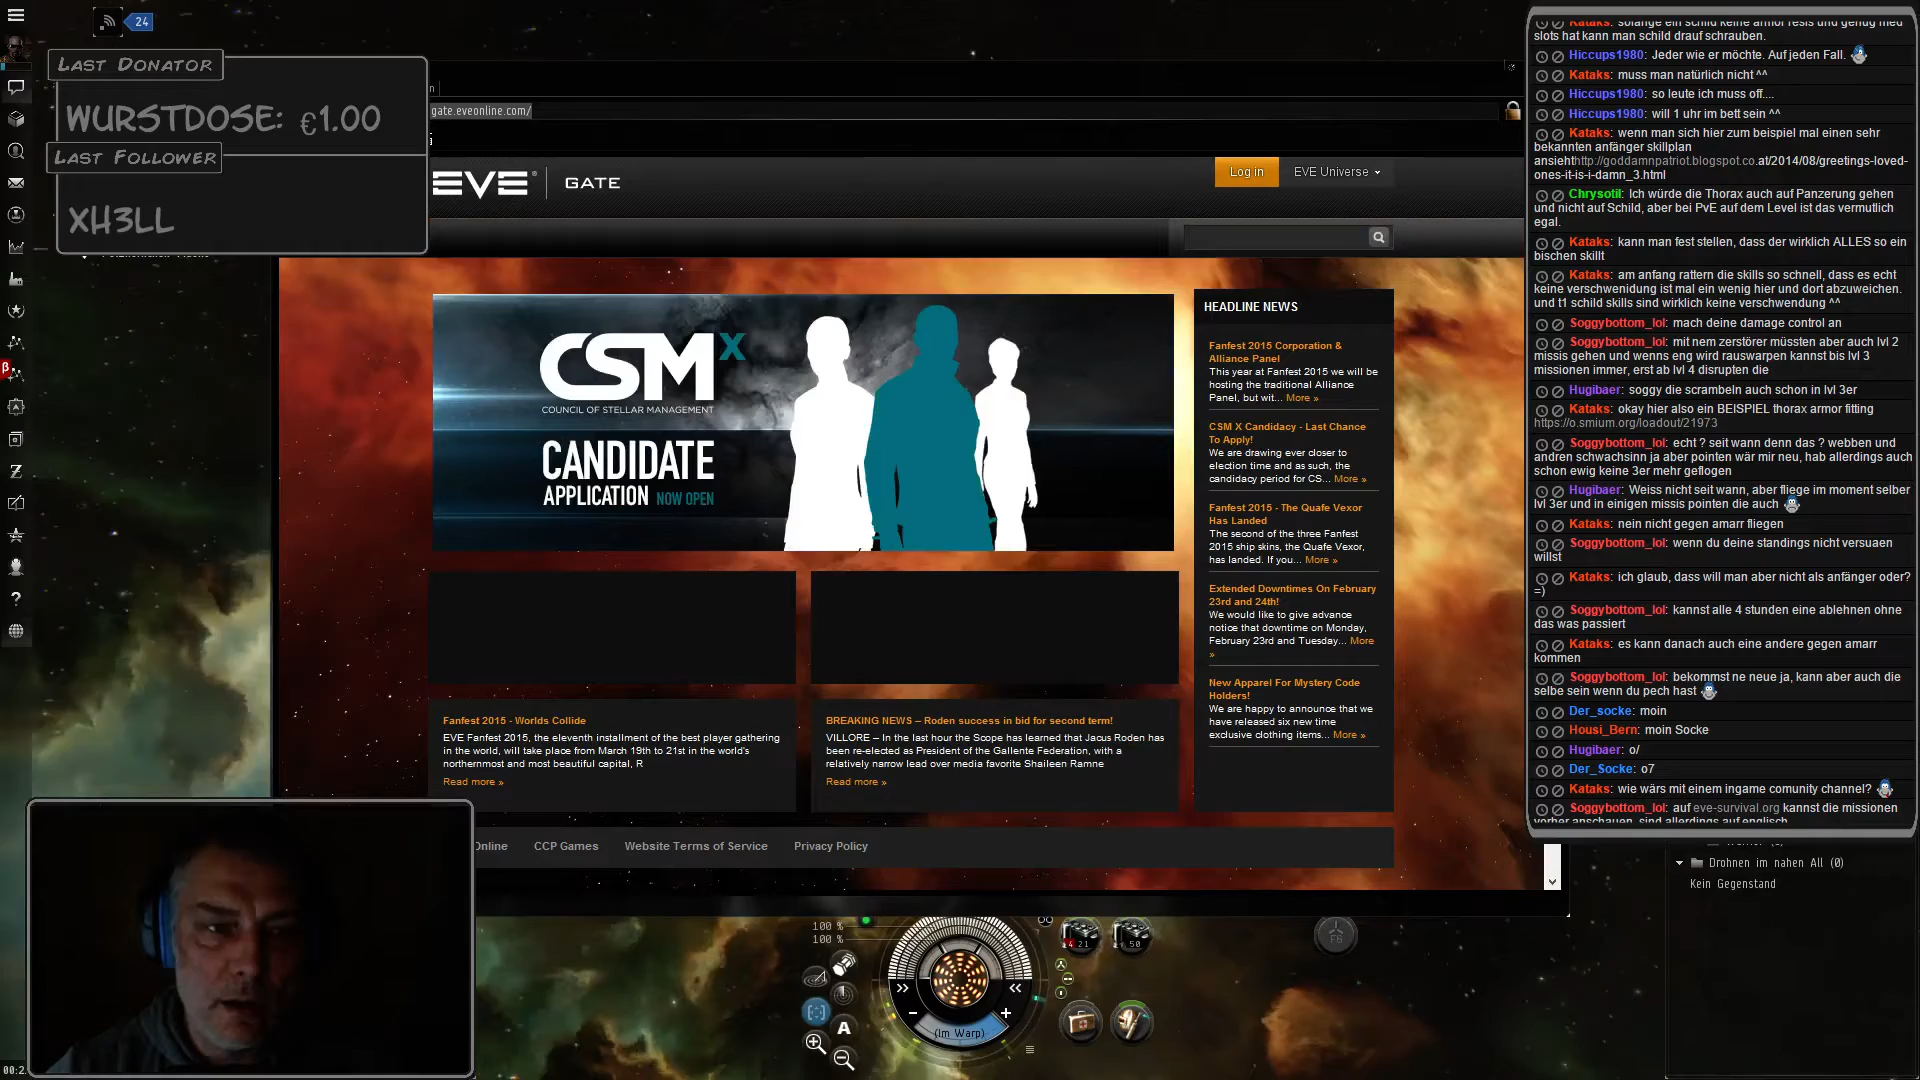 24
LAST DONATOR
WURSTDOSE: €1.00
LAST FOLLOWER
XH3LL
gate.eveonline.com/
EVE GATE
Log in
EVE Universe
CSM X
COUNCIL OF STELLAR MANAGEMENT
CANDIDATE
APPLICATION NOW OPEN
HEADLINE NEWS
Fanfest 2015 Corporation &
Alliance Panel
This year at Fanfest 2015 we will be
hosting the traditional Alliance
Panel, but wit... More »
CSM X Candidacy - Last Chance
To Apply!
We are drawing ever closer to
election time and as such, the
candidacy period for CS... More »
Fanfest 2015 - The Quafe Vexor
Has Landed
The second of the three Fanfest
2015 ship skins, the Quafe Vexor,
has landed. If you... More »
Extended Downtimes On February
23rd and 24th!
We would like to give advance
notice that downtime on Monday,
February 23rd and Tuesday... More
»
New Apparel For Mystery Code
Holders!
We are happy to announce that we
have released six new time
exclusive clothing items... More »
Fanfest 2015 - Worlds Collide
EVE Fanfest 2015, the eleventh installment of the best player gathering
in the world, will take place from March 19th to 21st in the world's
northernmost and most beautiful capital, R
Read more »
BREAKING NEWS – Roden success in bid for second term!
VILLORE – In the last hour the Scope has learned that Jacus Roden has
been re-elected as President of the Gallente Federation, with a
relatively narrow lead over media favorite Shaileen Ramne
Read more »
Online
CCP Games
Website Terms of Service
Privacy Policy
Kataks: solange ein schild keine armor resis und genug med
slots hat kann man schild drauf schrauben.
Hiccups1980: Jeder wie er möchte. Auf jeden Fall.
Kataks: muss man natürlich nicht ^^
Hiccups1980: so leute ich muss off....
Hiccups1980: will 1 uhr im bett sein ^^
Kataks: wenn man sich hier zum beispiel mal einen sehr
bekannten anfänger skillplan
ansiehthttp://goddamnpatriot.blogspot.co.at/2014/08/greetings-loved-
ones-it-is-i-damn_3.html
Chrysotil: Ich würde die Thorax auch auf Panzerung gehen
und nicht auf Schild, aber bei PvE auf dem Level ist das vermutlich
egal.
Kataks: kann man fest stellen, dass der wirklich ALLES so ein
bischen skillt
Kataks: am anfang rattern die skills so schnell, dass es echt
keine verschwenidung ist mal ein wenig hier und dort abzuweichen.
und t1 schild skills sind wirklich keine verschwendung ^^
Soggybottom_lol: mach deine damage control an
Soggybottom_lol: mit nem zerstörer müssten aber auch lvl 2
missis gehen und wenns eng wird rauswarpen kannst bis lvl 3
missionen immer, erst ab lvl 4 disrupten die
Hugibaer: soggy die scrambeln auch schon in lvl 3er
Kataks: okay hier also ein BEISPIEL thorax armor fitting
https://o.smium.org/loadout/21973
Soggybottom_lol: echt ? seit wann denn das ? webben und
andren schwachsinn ja aber pointen wär mir neu, hab allerdings auch
schon ewig keine 3er mehr geflogen
Hugibaer: Weiss nicht seit wann, aber fliege im moment selber
lvl 3er und in einigen missis pointen die auch
Kataks: nein nicht gegen amarr fliegen
Soggybottom_lol: wenn du deine standings nicht versuaen
willst
Kataks: ich glaub, dass will man aber nicht als anfänger oder?
=)
Soggybottom_lol: kannst alle 4 stunden eine ablehnen ohne
das was passiert
Kataks: es kann danach auch eine andere gegen amarr
kommen
Soggybottom_lol: bekommst ne neue ja, kann aber auch die
selbe sein wenn du pech hast
Der_socke: moin
Housi_Bern: moin Socke
Hugibaer: o/
Der_Socke: o7
Kataks: wie wärs mit einem ingame comunity channel?
Soggybottom_lol: auf eve-survival.org kannst die missionen
vorher anschauen, sind allerdings auf englisch
Drohnen im nahen All (0)
Kein Gegenstand
100 %
100 %
21
50
F6
A
(Im Warp)
00:2